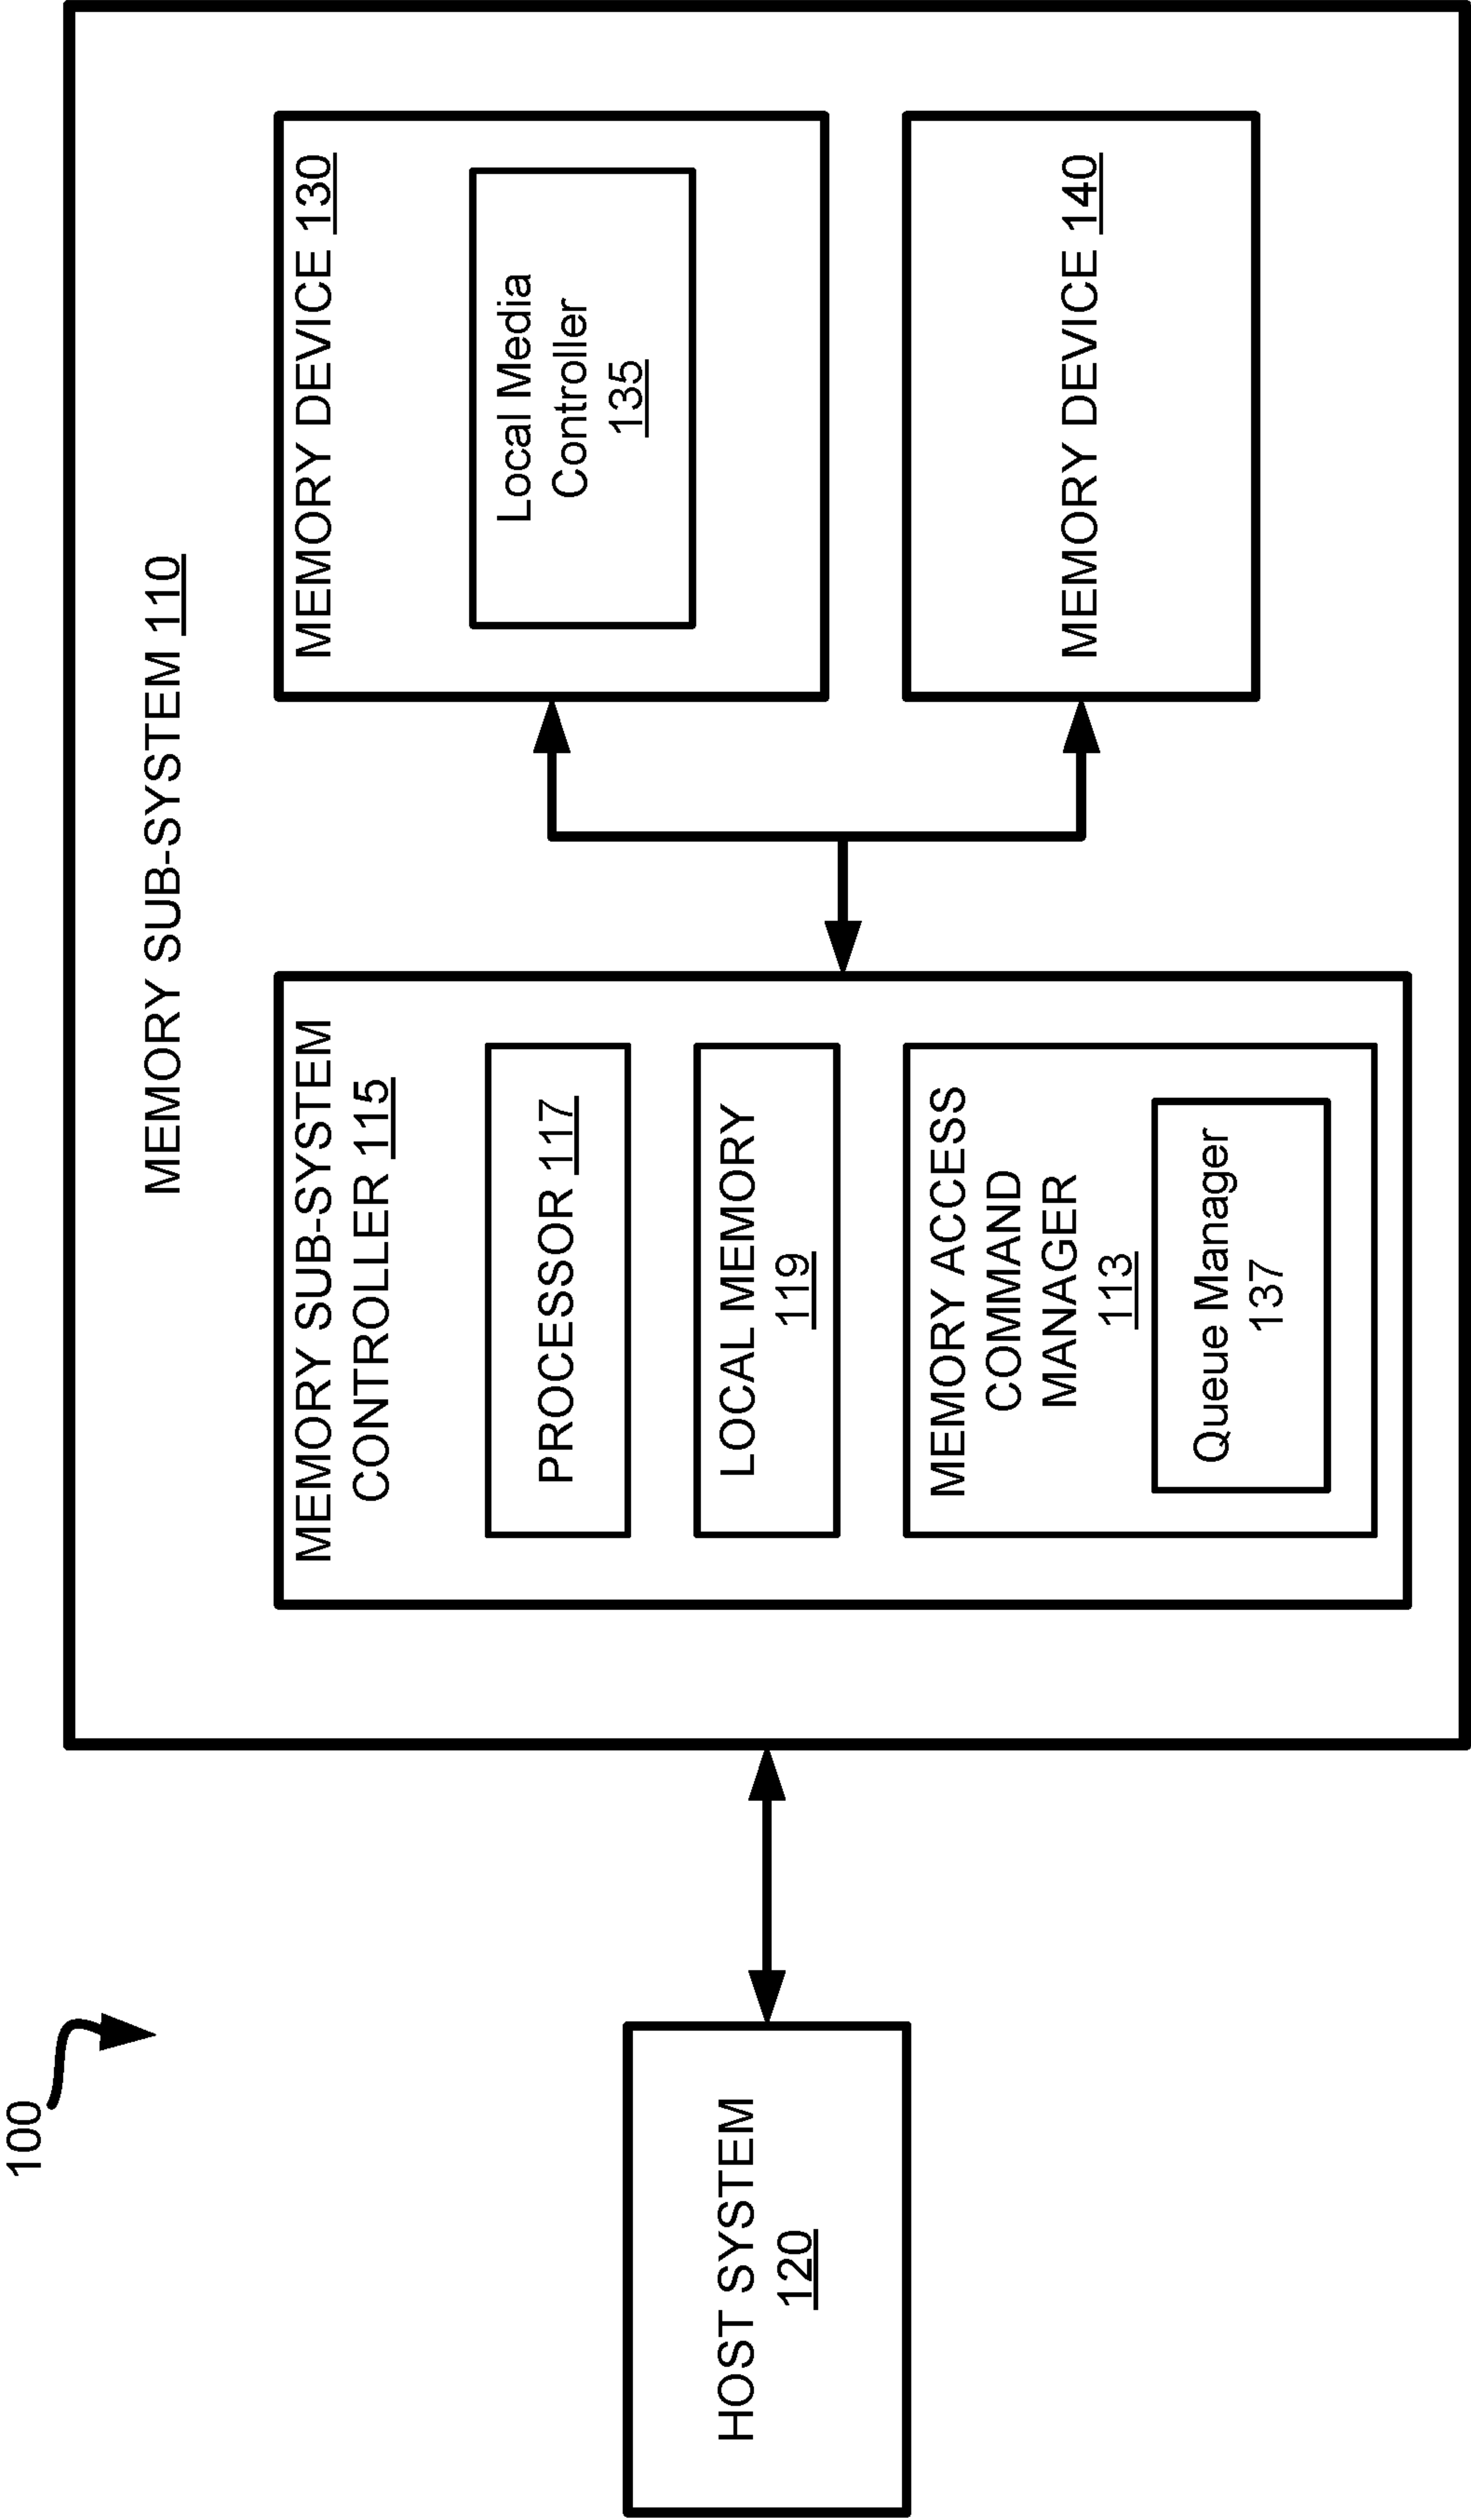 100
HOST SYSTEM
120
MEMORY SUB-SYSTEM 110
MEMORY SUB-SYSTEM
CONTROLLER 115
PROCESSOR 117
LOCAL MEMORY
119
MEMORY ACCESS
COMMAND
MANAGER
113
Queue Manager
137
MEMORY DEVICE 130
Local Media
Controller
135
MEMORY DEVICE 140